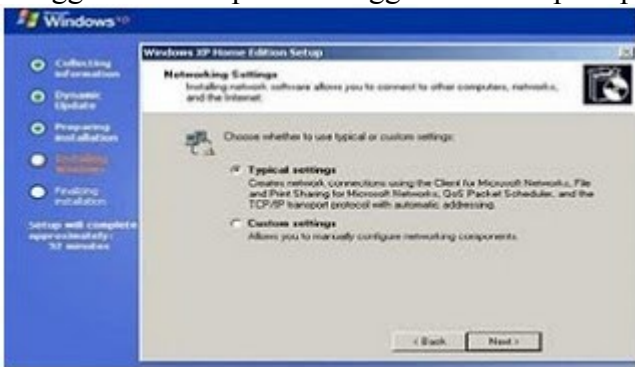 Windows xp
Collecting
information
Dynamic
Update
Preparing
installation
Installing
Windows
Finalizing
installation
Setup will complete
approximately:
Windows XP Home Edition Setup
Networking Settings
Installing network software allows you to connect to other computers, networks,
and the Internet.
Choose whether to use typical or custom settings:
Typical settings
Creates network connections using the Client for Microsoft Networks, File
and Print Sharing for Microsoft Networks, QoS Packet Scheduler, and the
TCP/IP transport protocol with automatic addressing.
Custom settings
Allows you to manually configure networking components.
< Back
Next >